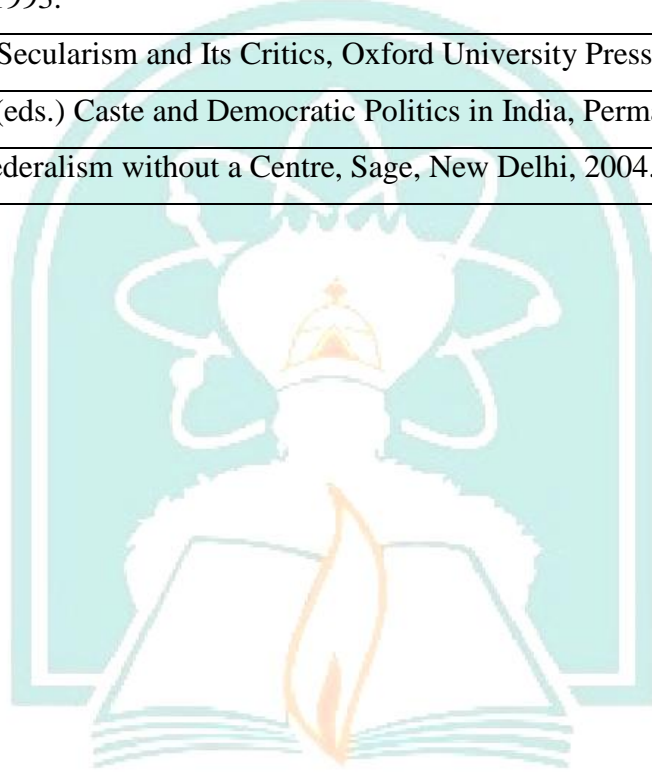 Secularism and Its Critics, Oxford University Press
(eds.) Caste and Democratic Politics in India, Perma
ederalism without a Centre, Sage, New Delhi, 2004.